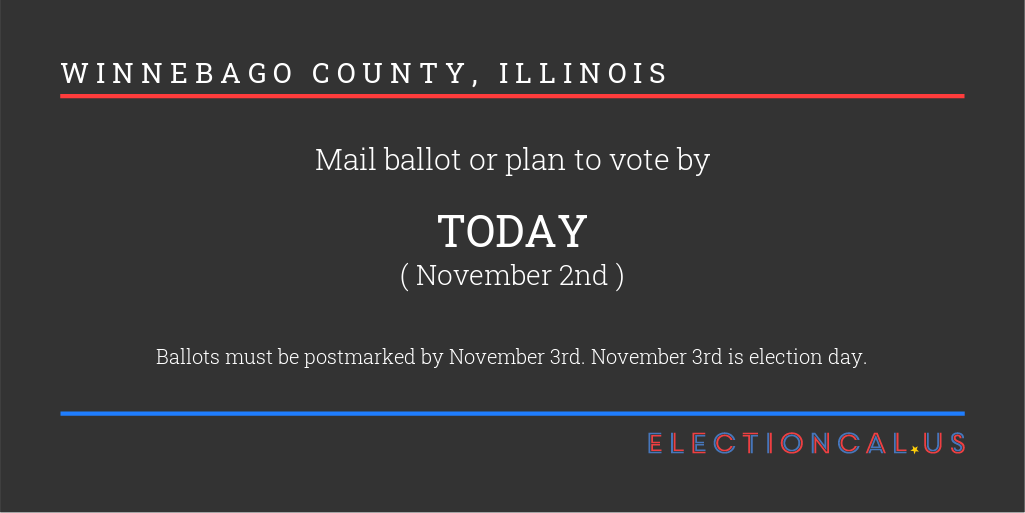 WINNEBAGO COUNTY, ILLINOIS
Mail ballot or plan to vote by
TODAY
( November 2nd )
Ballots must be postmarked by November 3rd. November 3rd is election day.
ELECTIONCAL.US